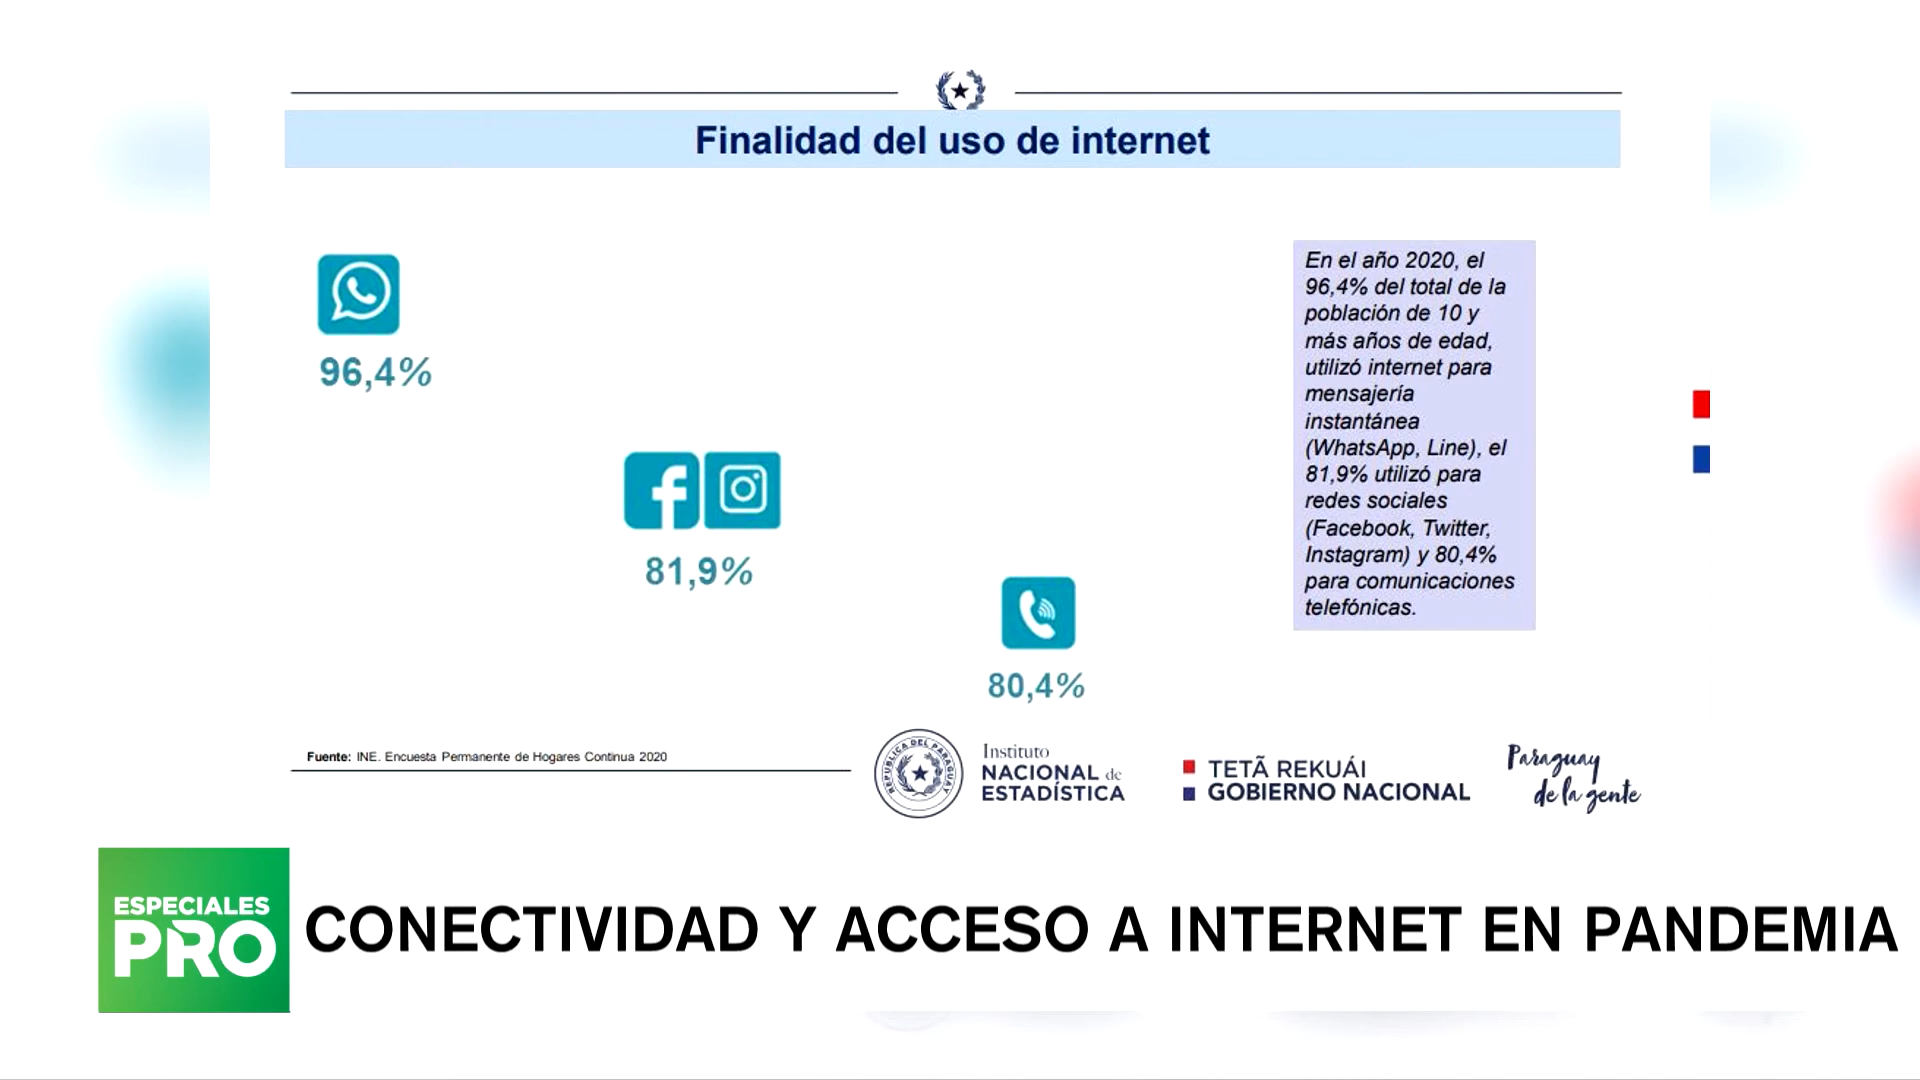 Finalidad del uso de internet
96,4%
81,9%
80,4%
En el año 2020, el
96,4% del total de la
población de 10 y
más años de edad,
utilizó internet para
mensajería
instantánea
(WhatsApp, Line), el
81,9% utilizó para
redes sociales
(Facebook, Twitter,
Instagram) y 80,4%
para comunicaciones
telefónicas.
Fuente: INE. Encuesta Permanente de Hogares Continua 2020
REPUBLICA DEL PARAGUAY
Instituto
NACIONAL de
ESTADÍSTICA
TETÃ REKUÁI
GOBIERNO NACIONAL
Paraguay
de la gente
ESPECIALES
PRO
CONECTIVIDAD Y ACCESO A INTERNET EN PANDEMIA